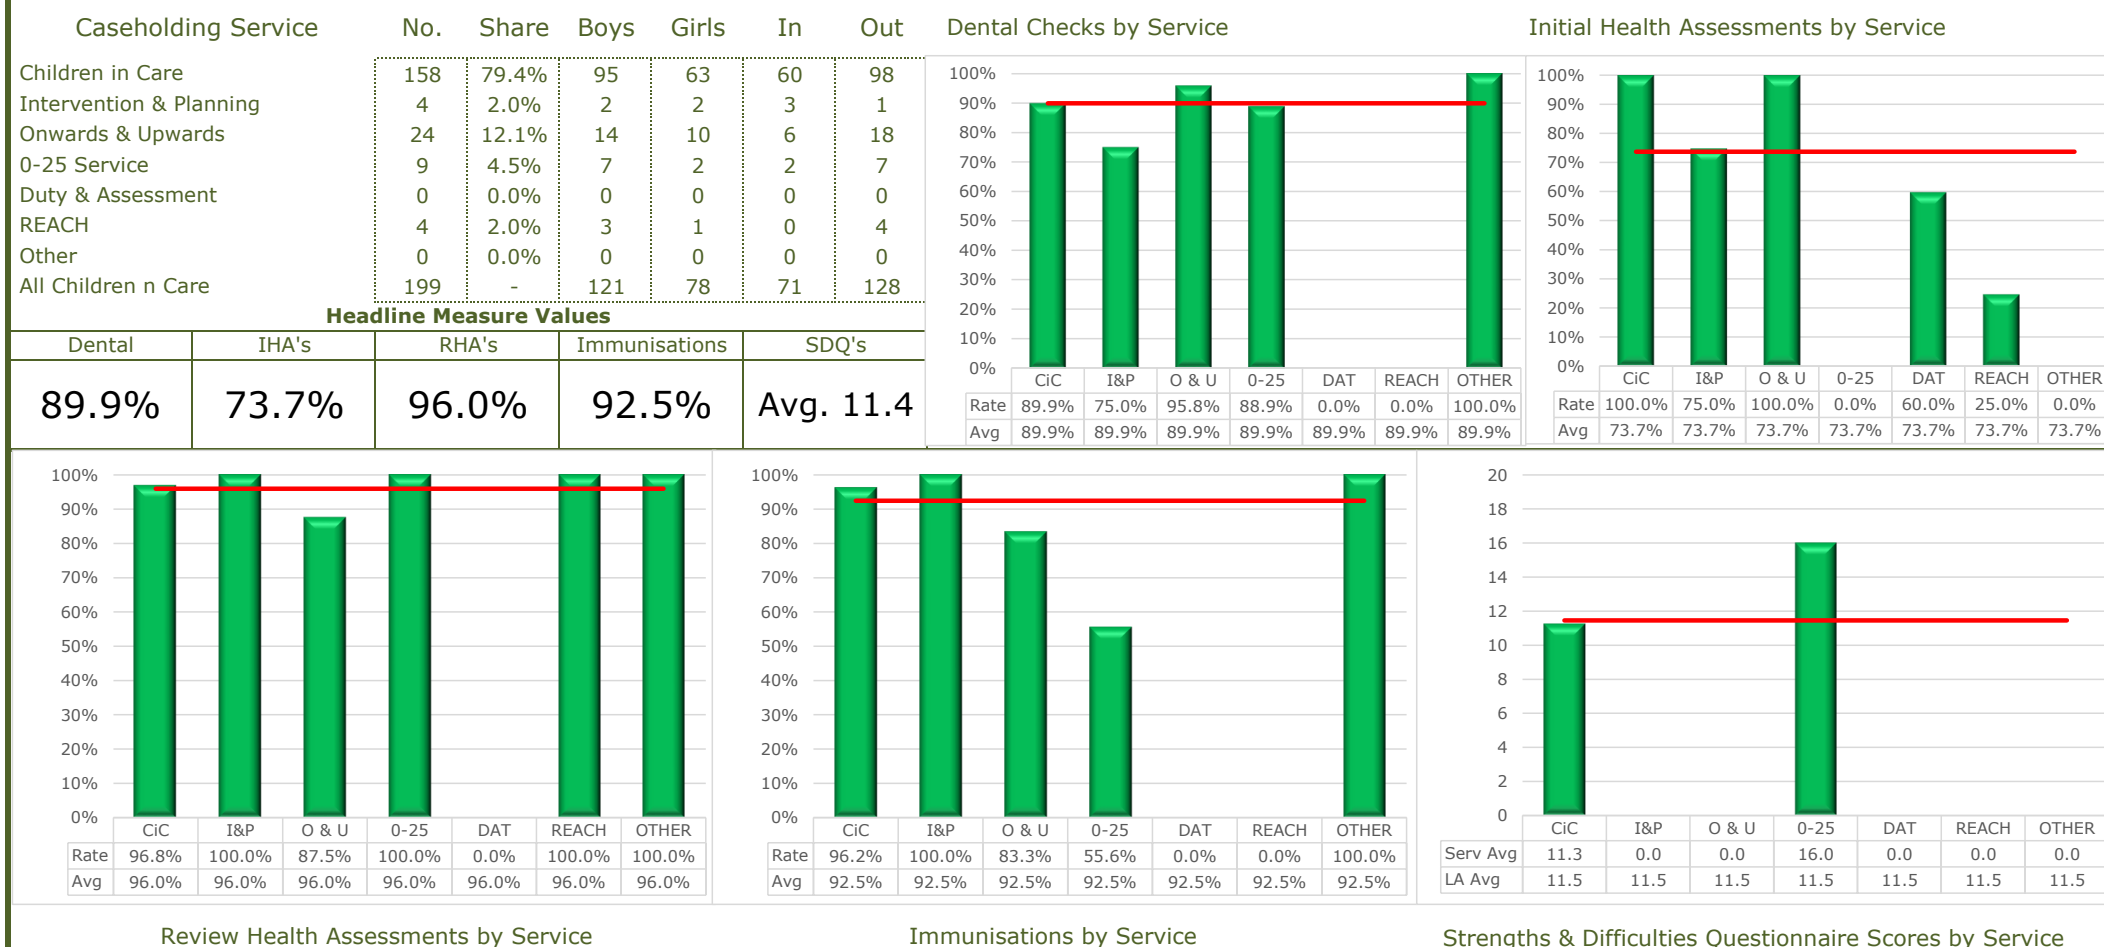 Caseholding Service No. Share Boys Girls In Out
Children in Care 158 79.4% 95 63 60 98
Intervention & Planning 4 2.0% 2 2 3 1
Onwards & Upwards 24 12.1% 14 10 6 18
0-25 Service 9 4.5% 7 2 2 7
Duty & Assessment 0 0.0% 0 0 0 0
REACH 4 2.0% 3 1 0 4
Other 0 0.0% 0 0 0 0
All Children n Care 199 - 121 78 71 128
Headline Measure Values
Dental IHA's RHA's Immunisations SDQ's
89.9% 73.7% 96.0% 92.5% Avg. 11.4
Dental Checks by Service
100%
90%
80%
70%
60%
50%
40%
30%
20%
10%
0%
CiC I&P O & U 0-25 DAT REACH OTHER
Rate 89.9% 75.0% 95.8% 88.9% 0.0% 0.0% 100.0%
Avg 89.9% 89.9% 89.9% 89.9% 89.9% 89.9% 89.9%
Initial Health Assessments by Service
100%
90%
80%
70%
60%
50%
40%
30%
20%
10%
0%
CiC I&P O & U 0-25 DAT REACH OTHER
Rate 100.0% 75.0% 100.0% 0.0% 60.0% 25.0% 0.0%
Avg 73.7% 73.7% 73.7% 73.7% 73.7% 73.7% 73.7%
100%
90%
80%
70%
60%
50%
40%
30%
20%
10%
0%
CiC I&P O & U 0-25 DAT REACH OTHER
Rate 96.8% 100.0% 87.5% 100.0% 0.0% 100.0% 100.0%
Avg 96.0% 96.0% 96.0% 96.0% 96.0% 96.0% 96.0%
Review Health Assessments by Service
100%
90%
80%
70%
60%
50%
40%
30%
20%
10%
0%
CiC I&P O & U 0-25 DAT REACH OTHER
Rate 96.2% 100.0% 83.3% 55.6% 0.0% 0.0% 100.0%
Avg 92.5% 92.5% 92.5% 92.5% 92.5% 92.5% 92.5%
Immunisations by Service
20
18
16
14
12
10
8
6
4
2
0
CiC I&P O & U 0-25 DAT REACH OTHER
Serv Avg 11.3 0.0 0.0 16.0 0.0 0.0 0.0
LA Avg 11.5 11.5 11.5 11.5 11.5 11.5 11.5
Strengths & Difficulties Questionnaire Scores by Service